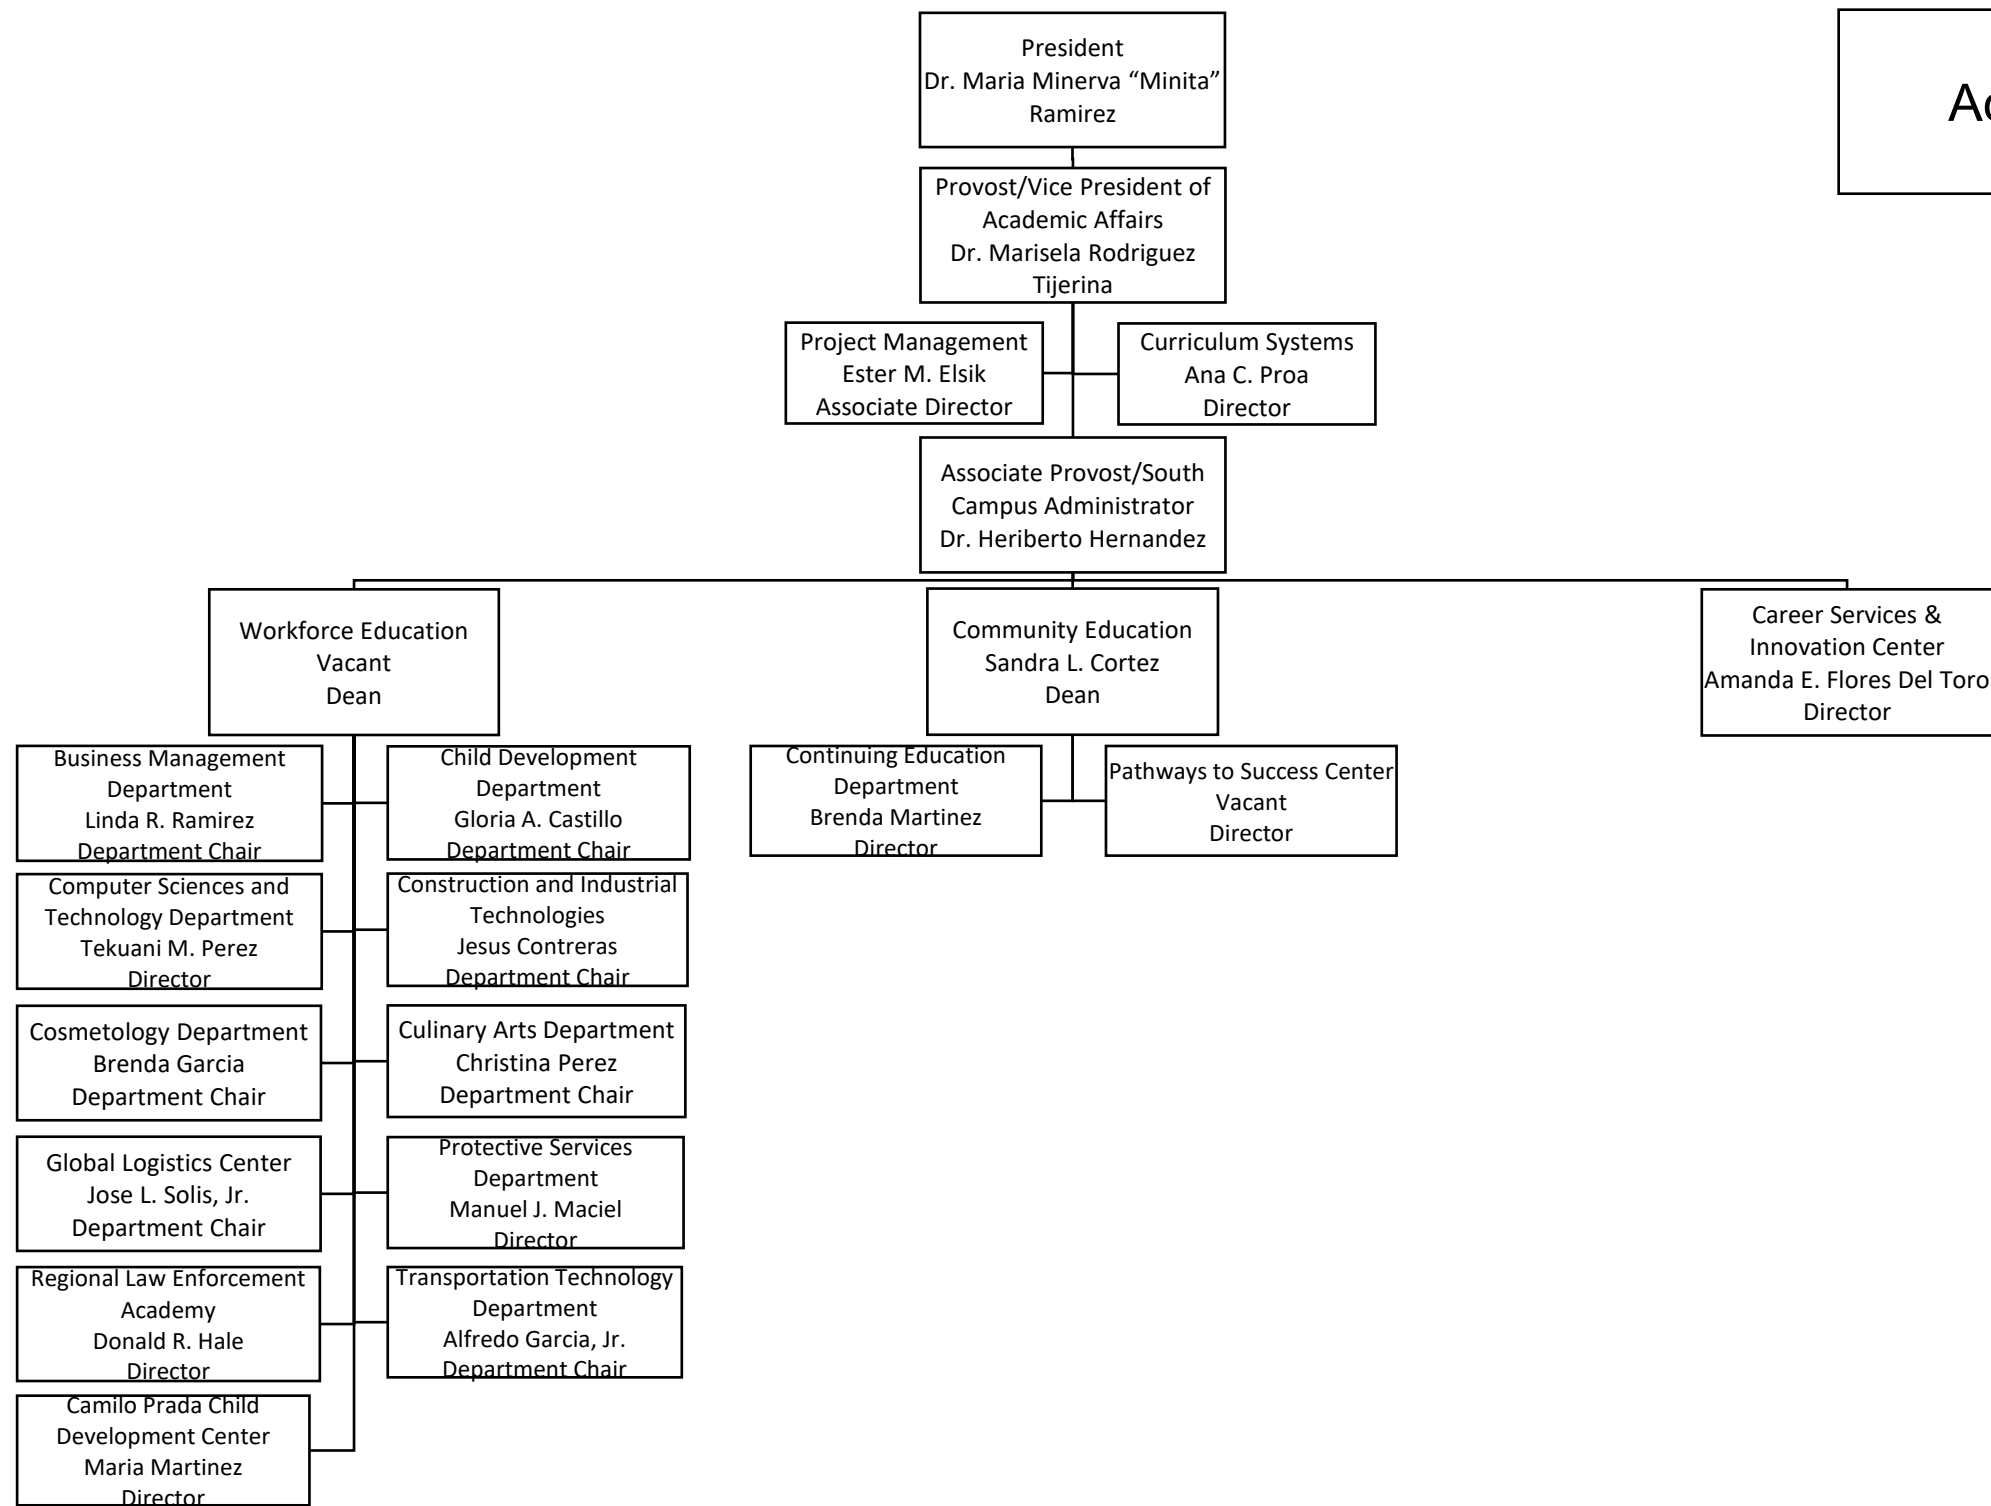 President
Dr. Maria Minerva “Minita”
Ramirez
Provost/Vice President of
Academic Affairs
Dr. Marisela Rodriguez
Tijerina
Project Management
Ester M. Elsik
Associate Director
Curriculum Systems
Ana C. Proa
Director
Associate Provost/South
Campus Administrator
Dr. Heriberto Hernandez
Workforce Education
Vacant
Dean
Community Education
Sandra L. Cortez
Dean
Career Services &
Innovation Center
Amanda E. Flores Del Toro
Director
Business Management
Department
Linda R. Ramirez
Department Chair
Child Development
Department
Gloria A. Castillo
Department Chair
Continuing Education
Department
Brenda Martinez
Director
Pathways to Success Center
Vacant
Director
Computer Sciences and
Technology Department
Tekuani M. Perez
Director
Construction and Industrial
Technologies
Jesus Contreras
Department Chair
Cosmetology Department
Brenda Garcia
Department Chair
Culinary Arts Department
Christina Perez
Department Chair
Global Logistics Center
Jose L. Solis, Jr.
Department Chair
Protective Services
Department
Manuel J. Maciel
Director
Regional Law Enforcement
Academy
Donald R. Hale
Director
Transportation Technology
Department
Alfredo Garcia, Jr.
Department Chair
Camilo Prada Child
Development Center
Maria Martinez
Director